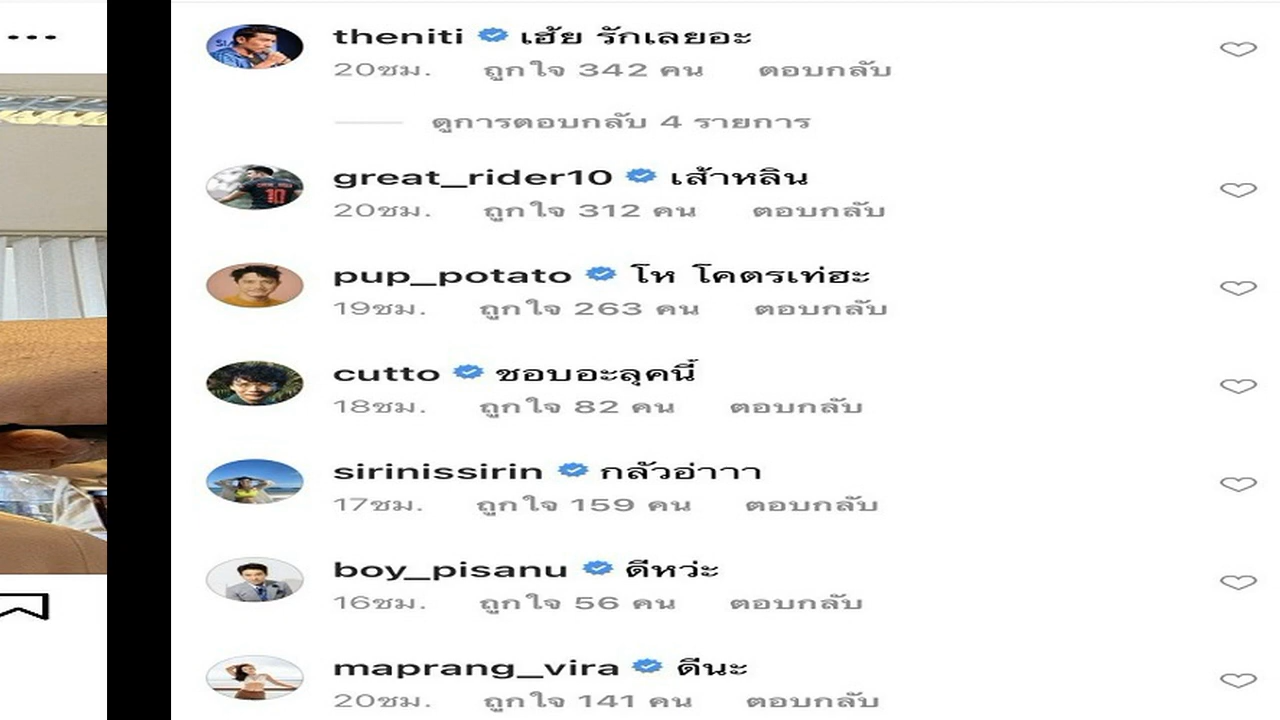 theniti เฮ้ย รักเลยอะ
20ชม. ถูกใจ 342 คน ตอบกลับ
ดูการตอบกลับ 4 รายการ
great_rider10 เส้าหลิน
20ชม. ถูกใจ 312 คน ตอบกลับ
pup_potato โห โคตรเท่ฮะ
19ชม. ถูกใจ 263 คน ตอบกลับ
cutto ชอบอะลุคนี้
18ชม. ถูกใจ 82 คน ตอบกลับ
sirinissirin กลัวอ่าาา
17ชม. ถูกใจ 159 คน ตอบกลับ
boy_pisanu ดีหว่ะ
16ชม. ถูกใจ 56 คน ตอบกลับ
maprang_vira ดีนะ
20ชม. ถูกใจ 141 คน ตอบกลับ